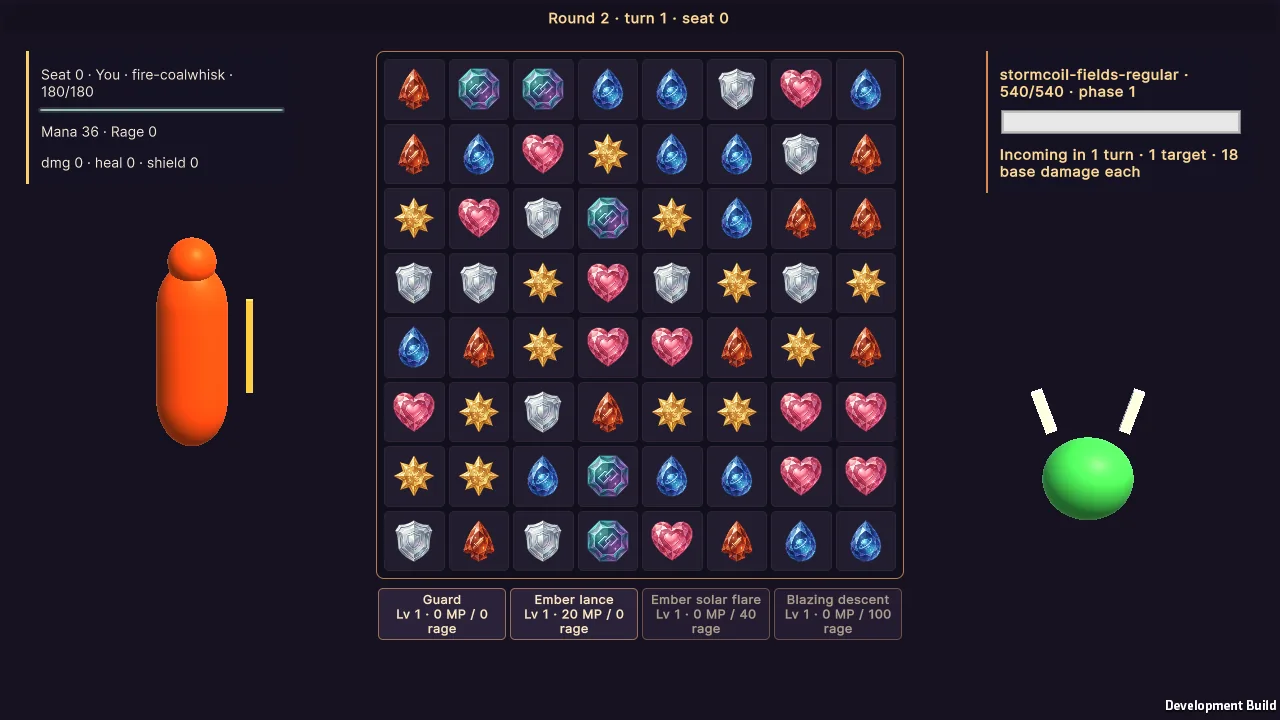 Round 2 · turn 1 · seat 0
Seat 0 · You · fire-coalwhisk ·
180/180
Mana 36 · Rage 0
dmg 0 · heal 0 · shield 0
stormcoil-fields-regular ·
540/540 · phase 1
Incoming in 1 turn · 1 target · 18
base damage each
Guard
Lv 1 · 0 MP / 0
rage
Ember lance
Lv 1 · 20 MP / 0
rage
Ember solar flare
Lv 1 · 0 MP / 40
rage
Blazing descent
Lv 1 · 0 MP / 100
rage
Development Build